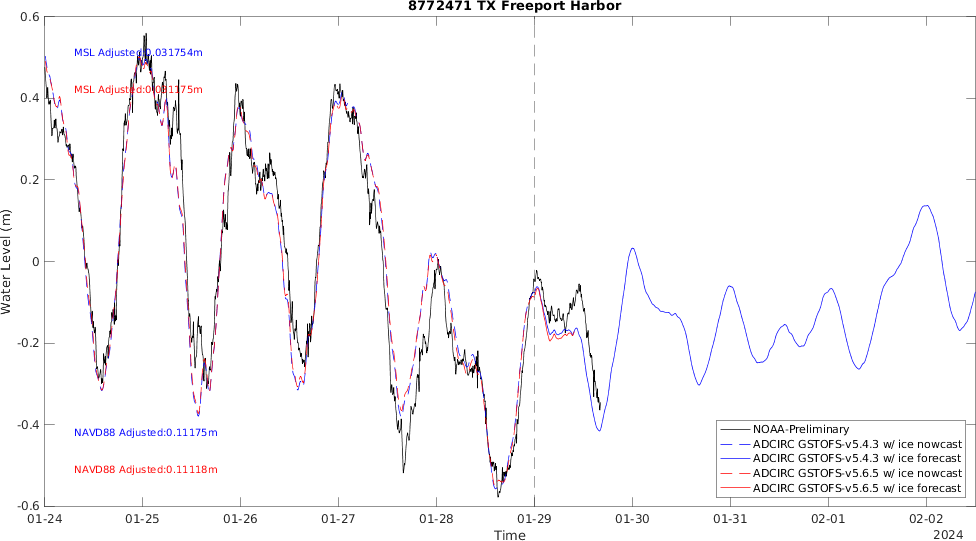 8772471 TX Freeport Harbor
0.6
MSL Adjusted:0.031754m
MSL Adjusted:0.031175m
0.4
0.2
0
-0.2
-0.4
-0.6
Water Level (m)
NAVD88 Adjusted:0.11175m
NAVD88 Adjusted:0.11118m
NOAA-Preliminary
ADCIRC GSTOFS-v5.4.3 w/ ice nowcast
ADCIRC GSTOFS-v5.4.3 w/ ice forecast
ADCIRC GSTOFS-v5.6.5 w/ ice nowcast
ADCIRC GSTOFS-v5.6.5 w/ ice forecast
01-24 01-25 01-26 01-27 01-28 01-29 01-30 01-31 02-01 02-02
Time
2024